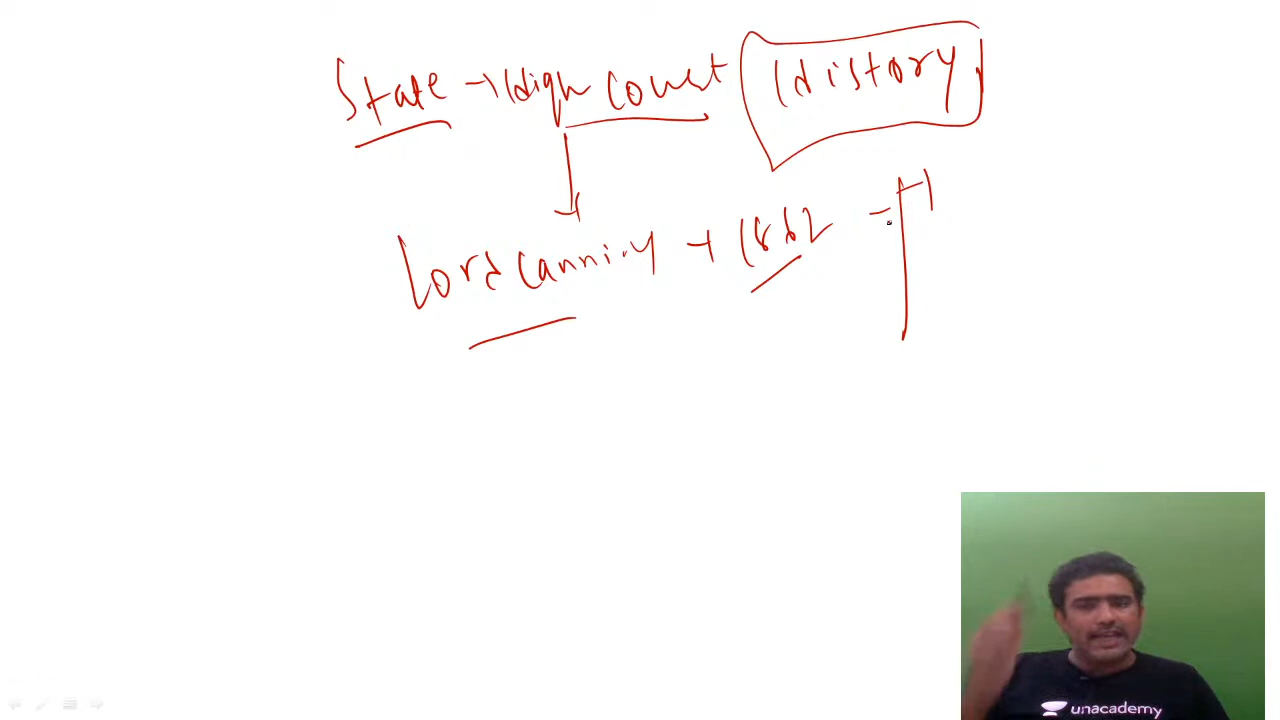 State → High Court History
Lord Canning → 1862 -
unacademy